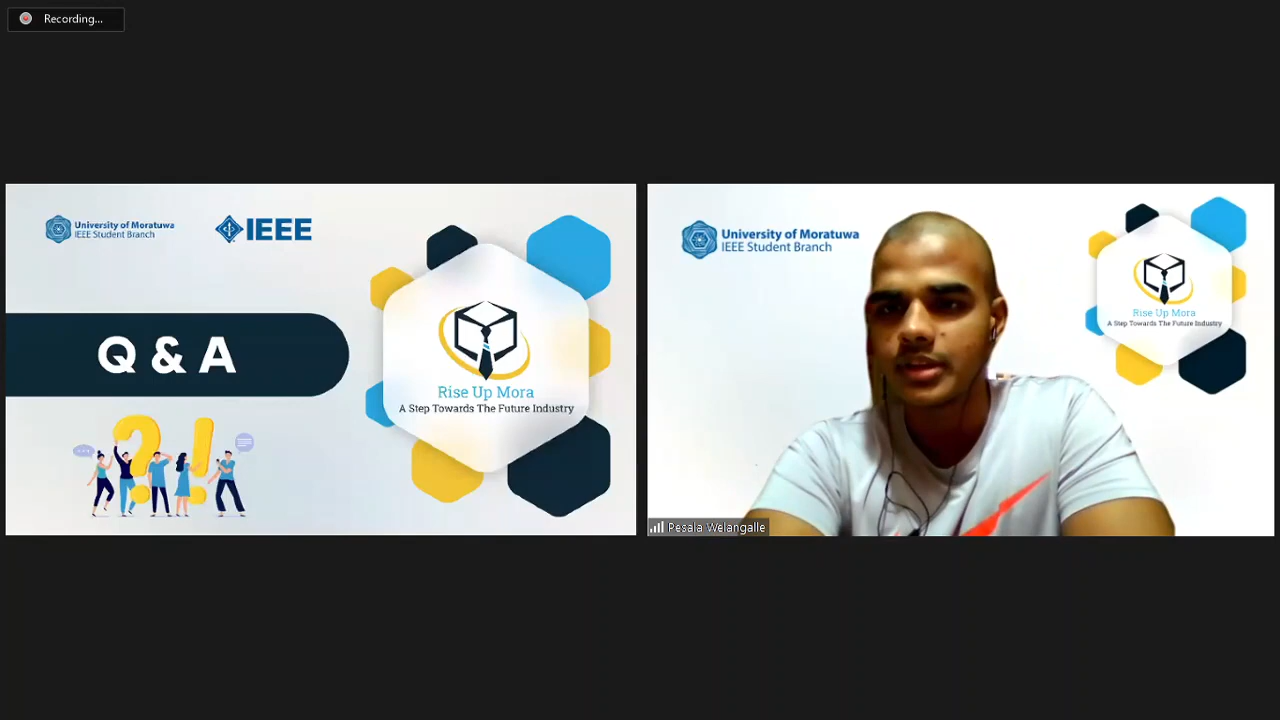 Recording...
University of Moratuwa
IEEE Student Branch
IEEE
Q & A
Rise Up Mora
A Step Towards The Future Industry
University of Moratuwa
IEEE Student Branch
Rise Up Mora
A Step Towards The Future Industry
Pesala Welangalle